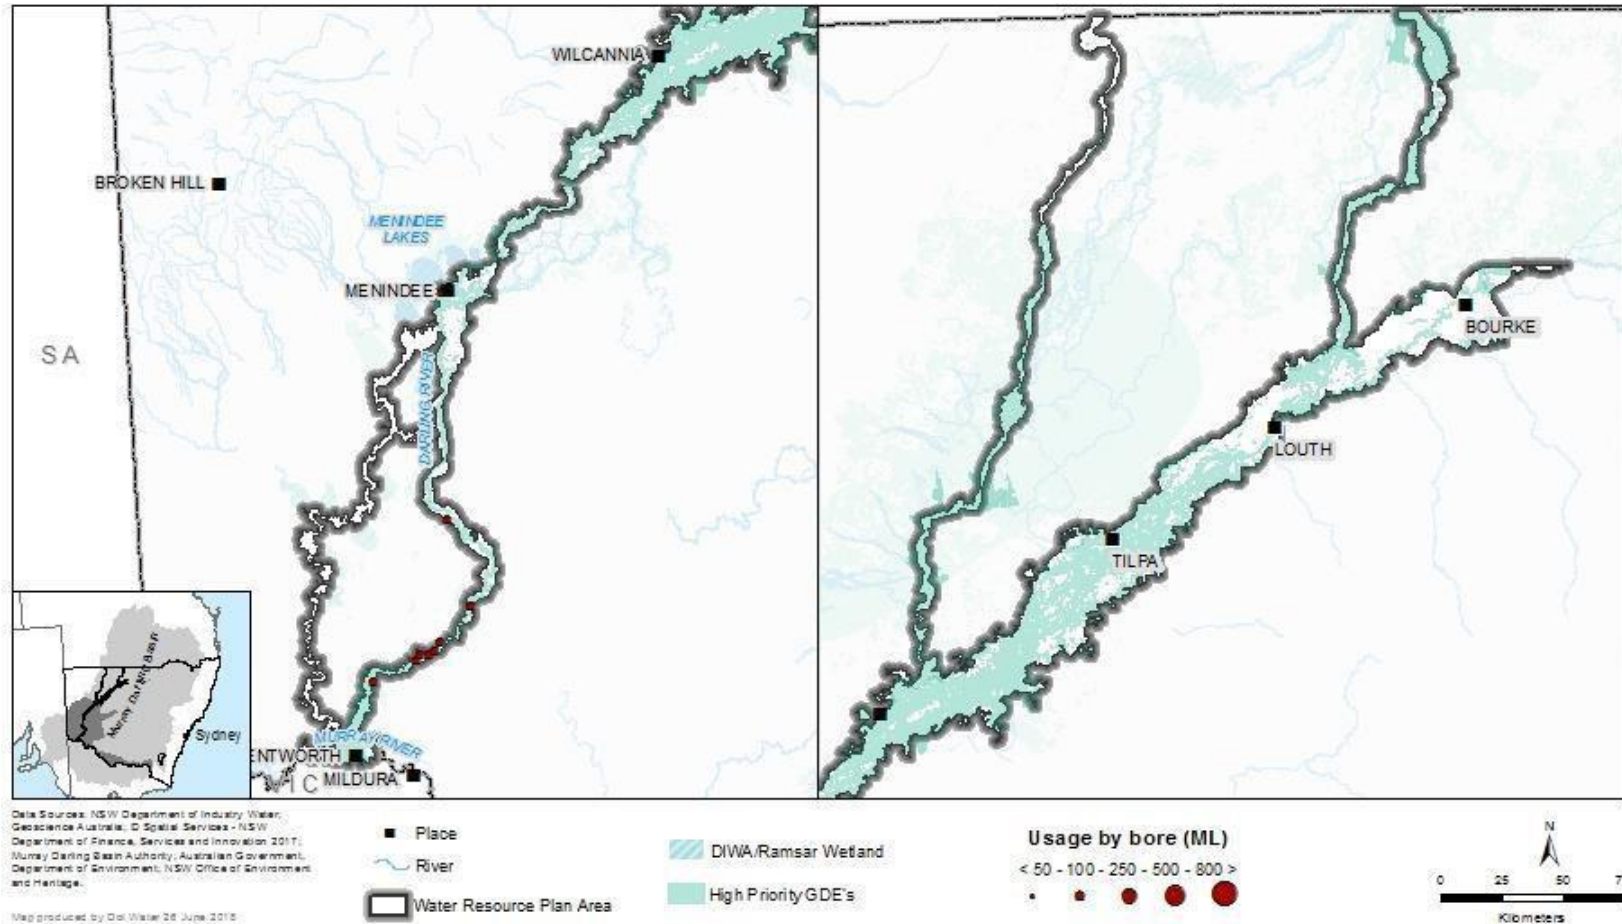 WILCANNIA
BROKEN HILL
MENINDEE
LAKES
MENINDEE
SA
DARLING RIVER
MURRAY RIVER
ENTWORTH
VIC
MILDURA
Murray Darling Basin
Sydney
BOURKE
LOUTH
TILPA
Data Sources: NSW Department of Industry Water,
Geoscience Australia, D Spatial Services - NSW
Department of Finance, Services and Innovation 2017;
Murray Darling Basin Authority; Australian Government,
Department of Environment; NSW Office of Environment
and Heritage.
Map produced by DoI Water 26 June 2018
Place
River
Water Resource Plan Area
DIWA/Ramsar Wetland
High Priority GDE's
Usage by bore (ML)
< 50 - 100 - 250 - 500 - 800 >
N
0 25 50 7
Kilometers